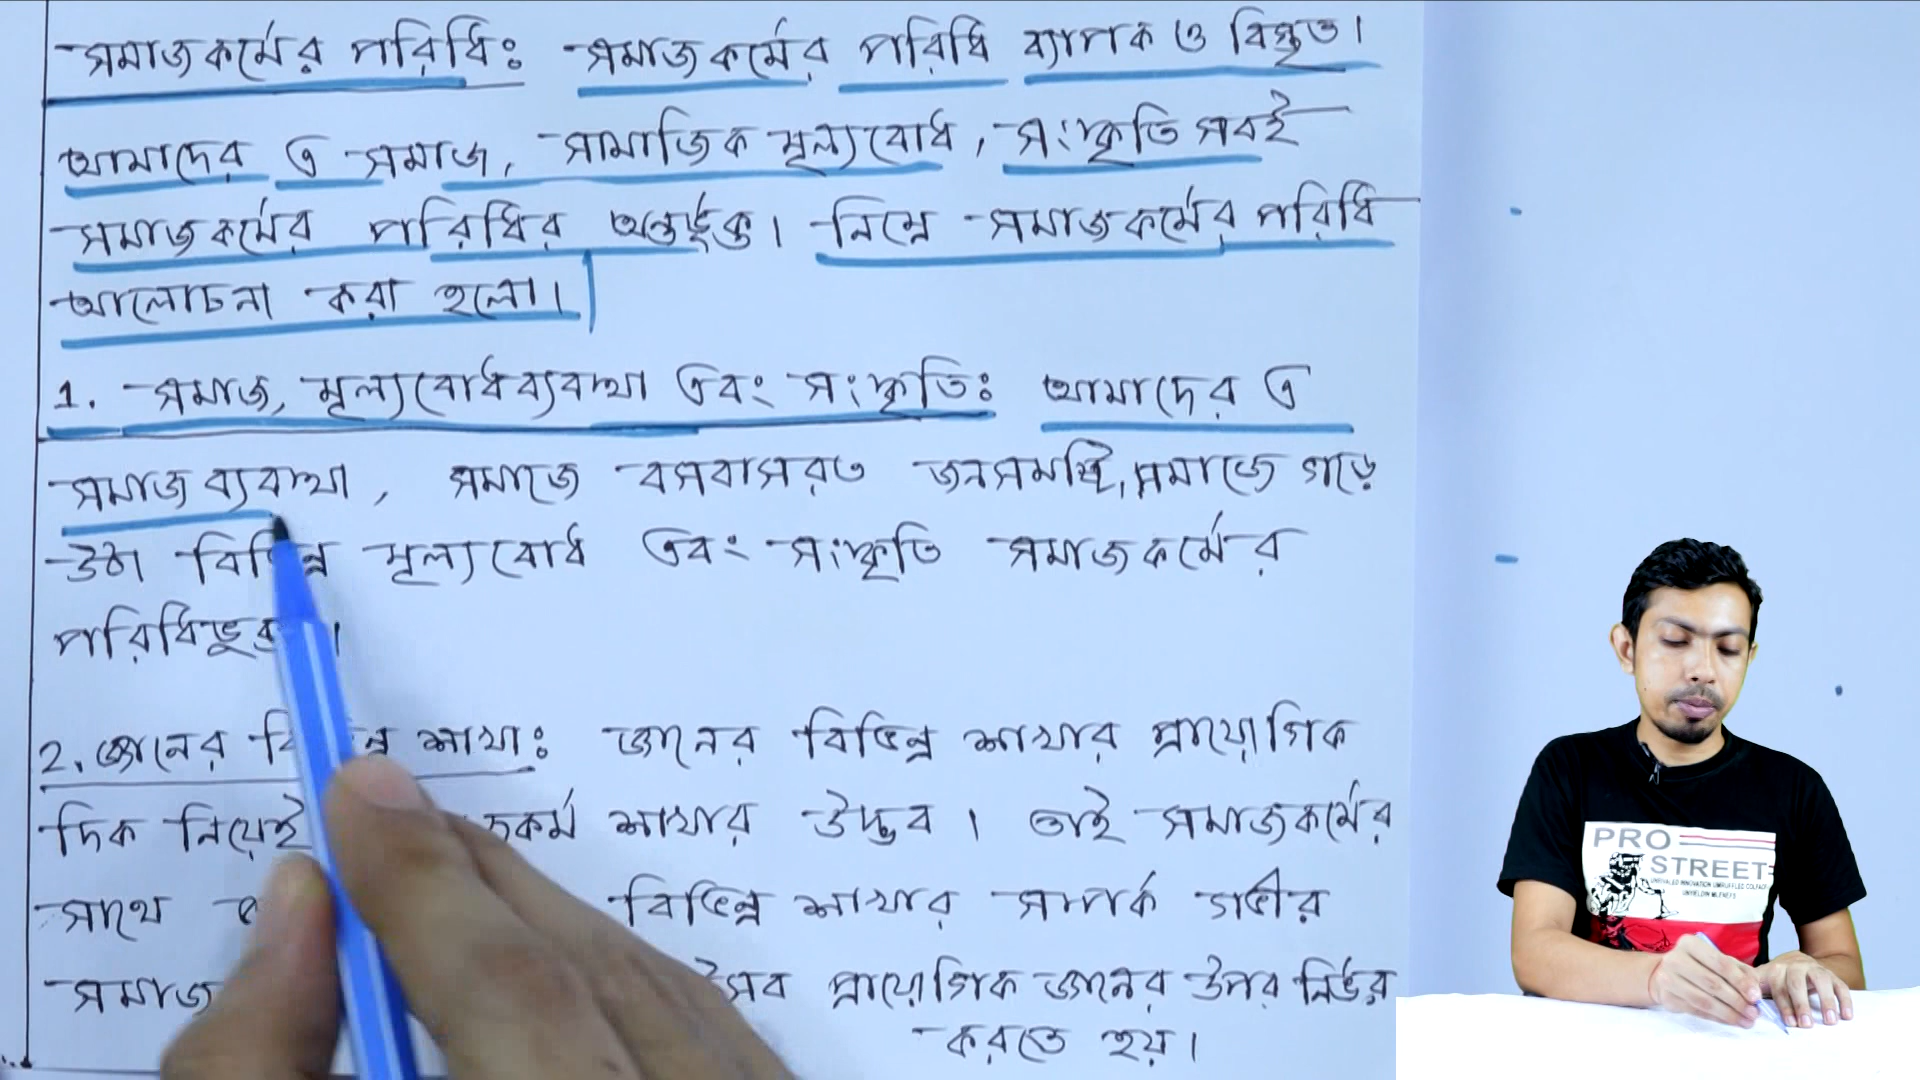 সমাজকর্মের পরিধিঃ সমাজকর্মের পরিধি ব্যাপক ও বিস্তৃত।
আমাদের এ সমাজ, সামাজিক মূল্যবোধ, সংস্কৃতি সবই
সমাজকর্মের পরিধির অন্তর্ভুক্ত। নিম্নে সমাজকর্মের পরিধি
আলোচনা করা হলো।
1. সমাজ, মূল্যবোধব্যবস্থা এবং সংস্কৃতিঃ আমাদের এ
সমাজব্যবস্থা, সমাজে বসবাসরত জনসমষ্টি, সমাজে গড়ে
উঠা বিভিন্ন মূল্যবোধ এবং সংস্কৃতি সমাজকর্মের
পরিধিভুক্ত।
2. জ্ঞানের বিভিন্ন শাখাঃ জ্ঞানের বিভিন্ন শাখার প্রায়োগিক
দিক নিয়েই শাখার উদ্ভব। তাই সমাজকর্মের
সাথে বিভিন্ন শাখার সম্পর্ক গভীর
সমাজ প্রায়োগিক জ্ঞানের উপর নির্ভর
করতে হয়।
PRO
STREET